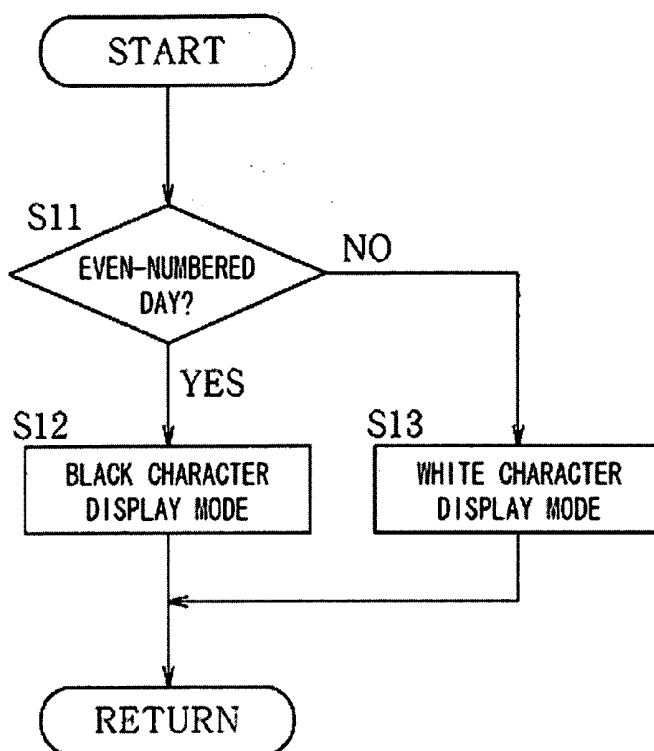 START
S11
EVEN-NUMBERED
DAY?
NO
YES
S12
BLACK CHARACTER
DISPLAY MODE
S13
WHITE CHARACTER
DISPLAY MODE
RETURN